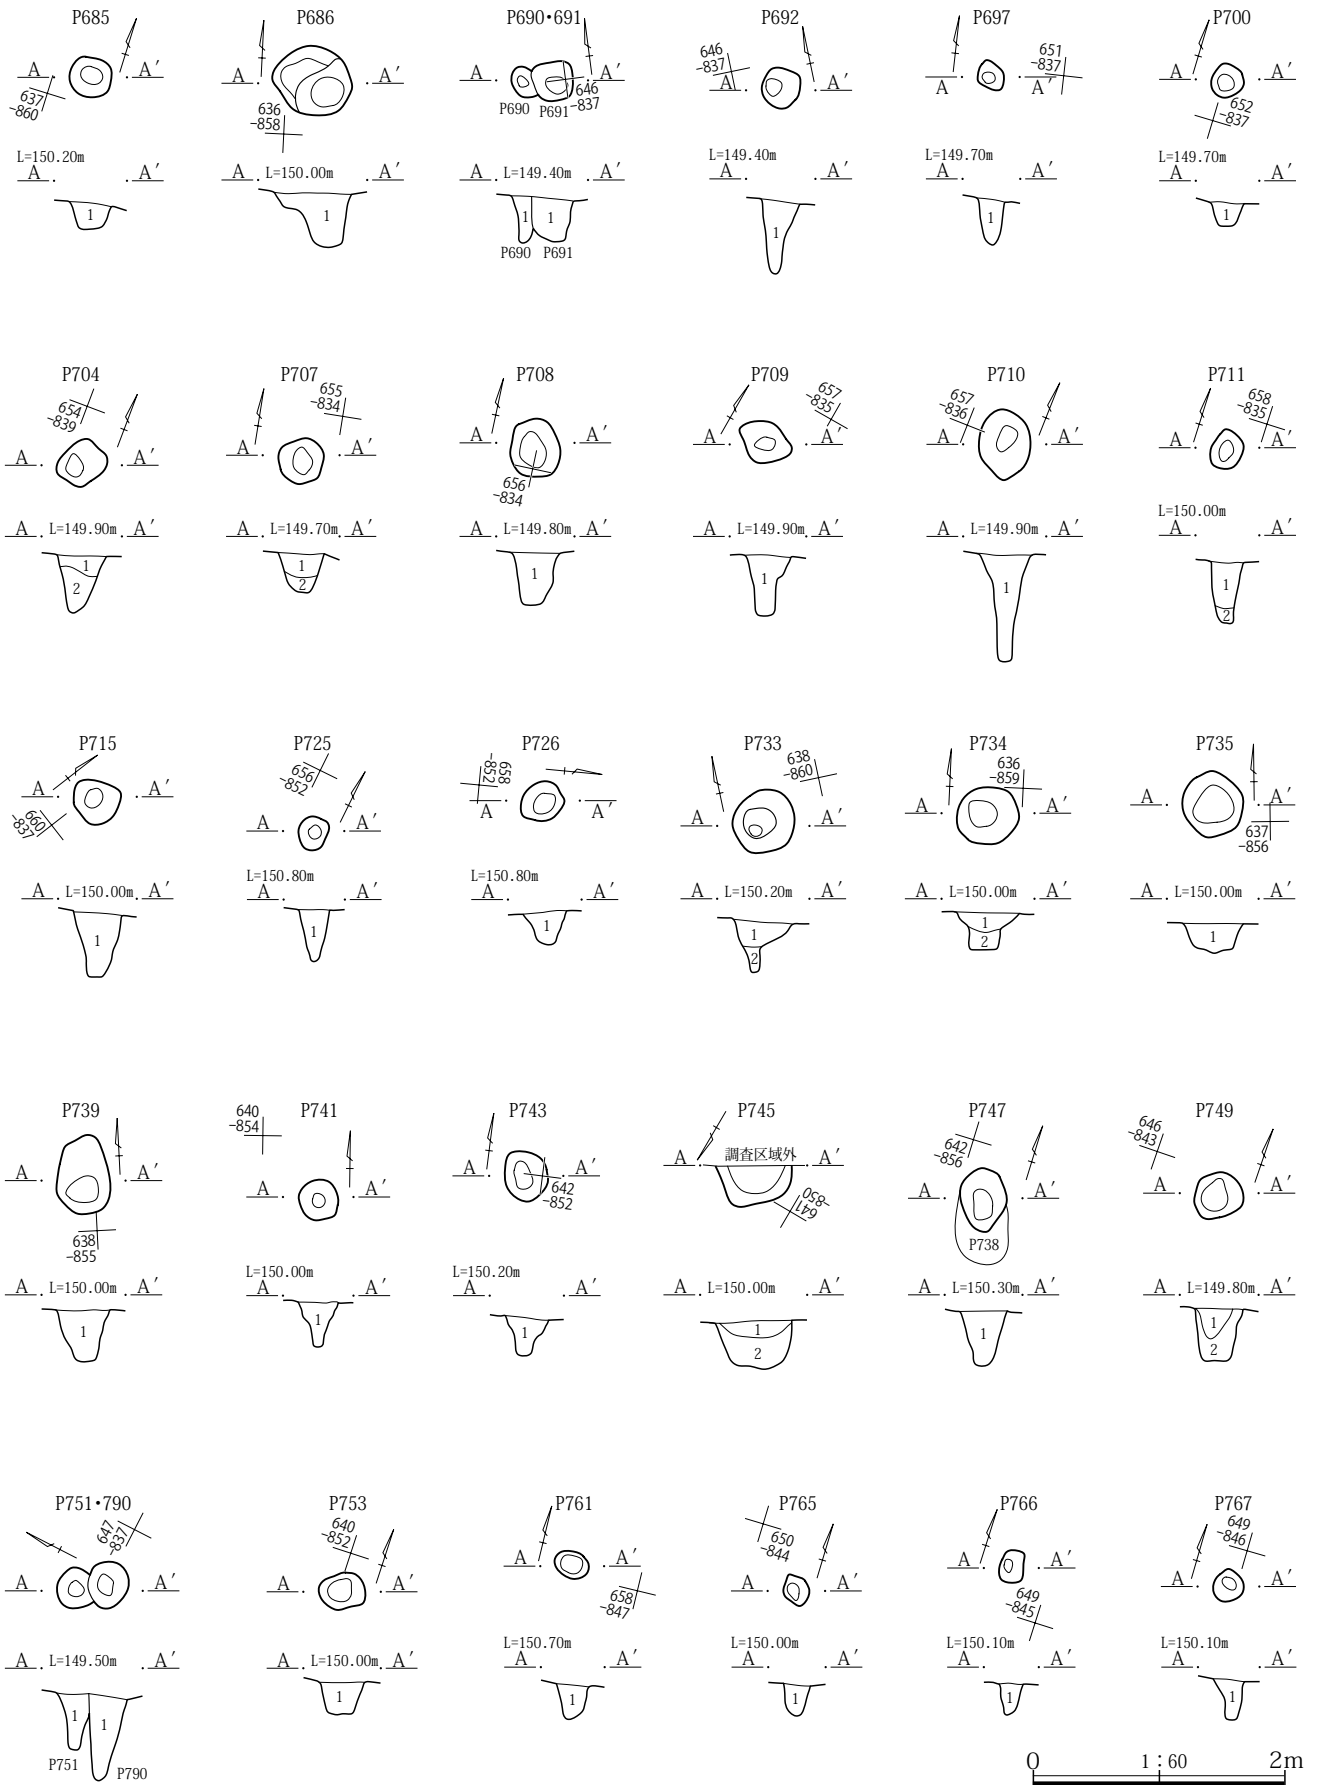 P685
A
A′
637
-860
L=150.20m
A
A′
1
P686
A
A′
636
-858
A
L=150.00m
A′
1
P690•691
A
A′
P690
P691
646
-837
A
L=149.40m
A′
1
1
P690
P691
P692
646
-837
A
A′
L=149.40m
A
A′
1
P697
651
-837
A
A′
L=149.70m
A
A′
1
P700
A
A′
652
-837
L=149.70m
A
A′
1
P704
654
-839
A
A′
A
L=149.90m
A′
1
2
P707
655
-834
A
A′
A
L=149.70m
A′
1
2
P708
A
A′
656
-834
A
L=149.80m
A′
1
P709
657
-835
A
A′
A
L=149.90m
A′
1
P710
657
-836
A
A′
A
L=149.90m
A′
1
P711
658
-835
A
A′
L=150.00m
A
A′
1
2
P715
A
A′
660
-837
A
L=150.00m
A′
1
P725
656
-852
A
A′
L=150.80m
A
A′
1
P726
658
-852
A
A′
L=150.80m
A
A′
1
P733
638
-860
A
A′
A
L=150.20m
A′
1
2
P734
636
-859
A
A′
A
L=150.00m
A′
1
2
P735
A
A′
637
-856
A
L=150.00m
A′
1
P739
A
A′
638
-855
A
L=150.00m
A′
1
P741
640
-854
A
A′
L=150.00m
A
A′
1
P743
A
A′
642
-852
L=150.20m
A
A′
1
P745
調査区域外
A
A′
641
-850
A
L=150.00m
A′
1
2
P747
642
-856
A
A′
P738
A
L=150.30m
A′
1
P749
646
-843
A
A′
A
L=149.80m
A′
1
2
P751•790
647
-837
A
A′
A
L=149.50m
A′
1
1
P751
P790
P753
640
-852
A
A′
A
L=150.00m
A′
1
P761
A
A′
658
-847
L=150.70m
A
A′
1
P765
650
-844
A
A′
L=150.00m
A
A′
1
P766
A
A′
649
-845
L=150.10m
A
A′
1
P767
649
-846
A
A′
L=150.10m
A
A′
1
0
1：60
2m